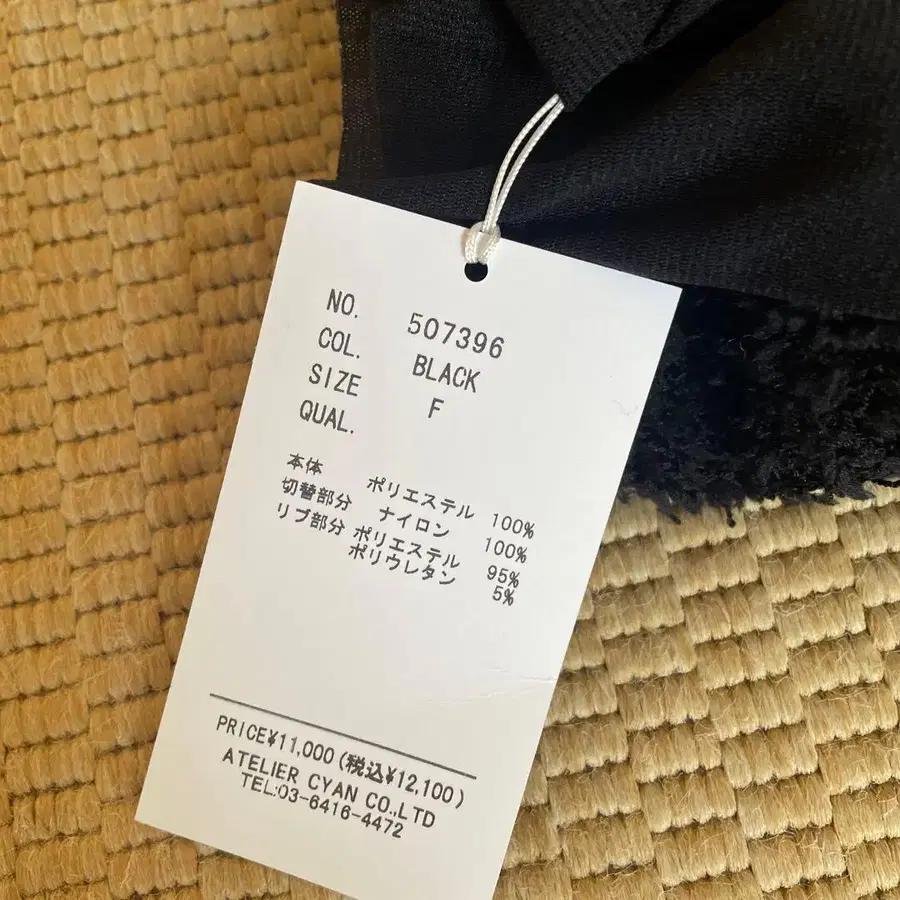 NO. 507396
COL. BLACK
SIZE F
QUAL.
本体 ポリエステル 100%
切替部分 ナイロン 100%
リブ部分 ポリエステル 95%
ポリウレタン 5%
PRICE¥11,000(税込¥12,100)
ATELIER CYAN CO.,LTD
TEL:03-6416-4472